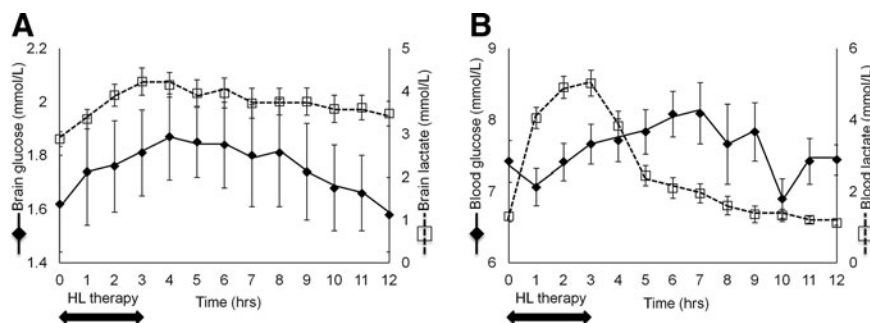 A
Brain glucose (mmol/L)
2.2
2
1.8
1.6
1.4
5
4
3
2
1
0
Brain lactate (mmol/L)
0 1 2 3 4 5 6 7 8 9 10 11 12
HL therapy
Time (hrs)
B
Blood glucose (mmol/L)
9
8
7
6
6
4
2
0
Blood lactate (mmol/L)
0 1 2 3 4 5 6 7 8 9 10 11 12
HL therapy
Time (hrs)